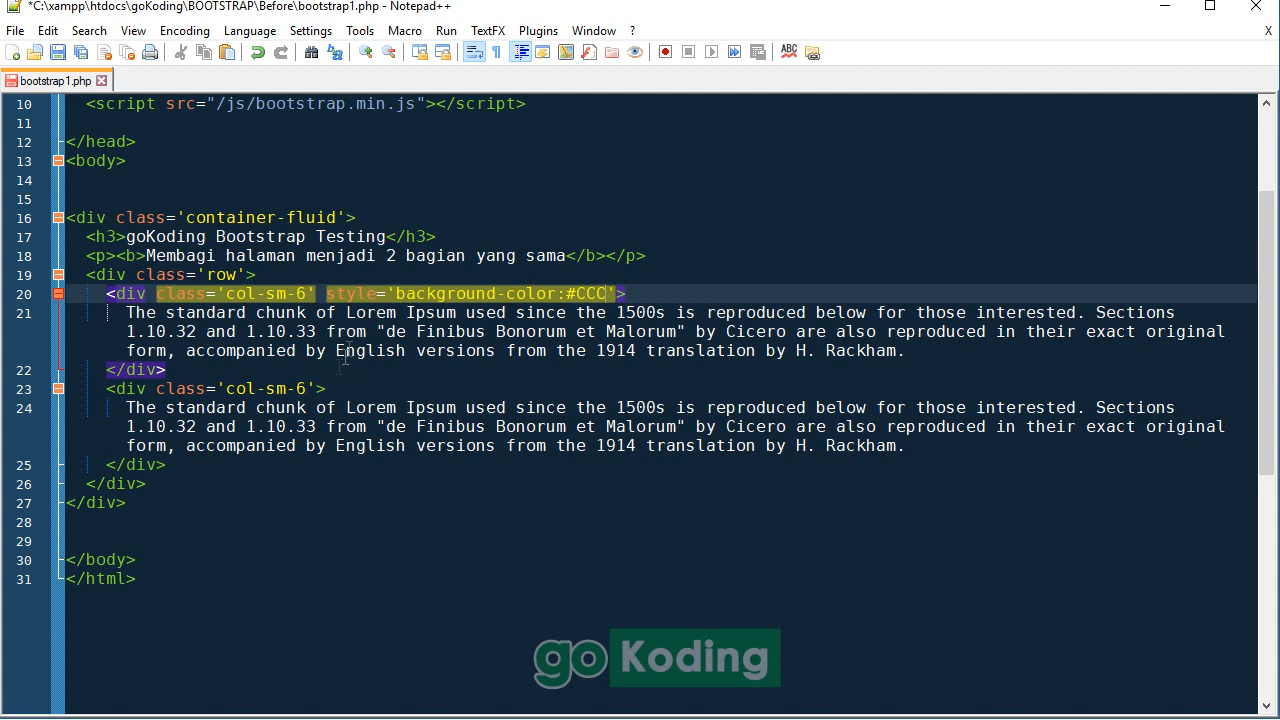 *C:\xampp\htdocs\goKoding\BOOTSTRAP\Before\bootstrap1.php - Notepad++
File Edit Search View Encoding Language Settings Tools Macro Run TextFX Plugins Window ? X
ABC
bootstrap1.php
10 <script src="/js/bootstrap.min.js"></script>
11
12 </head>
13 <body>
14
15
16 <div class='container-fluid'>
17 <h3>goKoding Bootstrap Testing</h3>
18 <p><b>Membagi halaman menjadi 2 bagian yang sama</b></p>
19 <div class='row'>
20 <div class='col-sm-6' style='background-color:#CCC'>
21 The standard chunk of Lorem Ipsum used since the 1500s is reproduced below for those interested. Sections
1.10.32 and 1.10.33 from "de Finibus Bonorum et Malorum" by Cicero are also reproduced in their exact original
form, accompanied by English versions from the 1914 translation by H. Rackham.
22 </div>
23 <div class='col-sm-6'>
24 The standard chunk of Lorem Ipsum used since the 1500s is reproduced below for those interested. Sections
1.10.32 and 1.10.33 from "de Finibus Bonorum et Malorum" by Cicero are also reproduced in their exact original
form, accompanied by English versions from the 1914 translation by H. Rackham.
25 </div>
26 </div>
27 </div>
28
29
30 </body>
31 </html>
go Koding